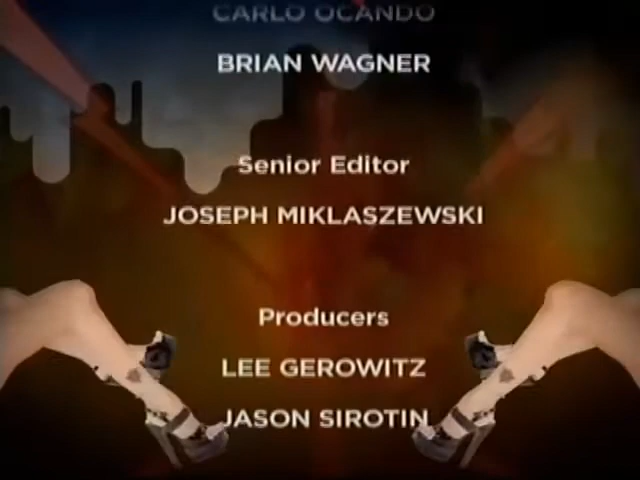 CARLO OCANDO
BRIAN WAGNER
Senior Editor
JOSEPH MIKLASZEWSKI
Producers
LEE GEROWITZ
JASON SIROTIN